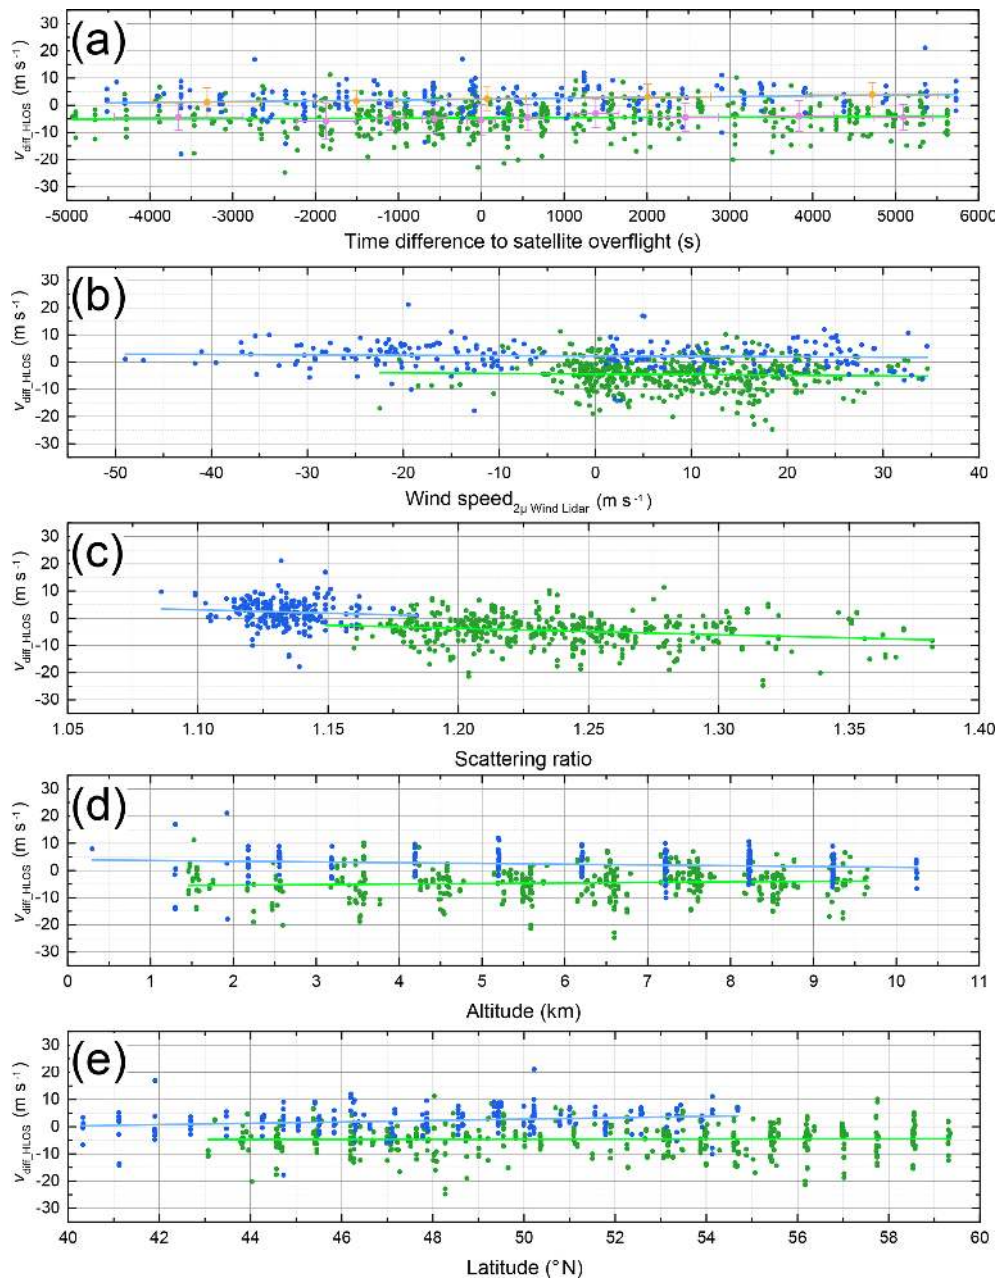 (a)
v_diff_HLOS (m s⁻¹)
30
20
10
0
-10
-20
-30
-5000 -4000 -3000 -2000 -1000 0 1000 2000 3000 4000 5000 6000
Time difference to satellite overflight (s)
(b)
v_diff_HLOS (m s⁻¹)
30
20
10
0
-10
-20
-30
-50 -40 -30 -20 -10 0 10 20 30 40
Wind speed 2μ Wind Lidar (m s⁻¹)
(c)
v_diff_HLOS (m s⁻¹)
30
20
10
0
-10
-20
-30
1.05 1.10 1.15 1.20 1.25 1.30 1.35 1.40
Scattering ratio
(d)
v_diff_HLOS (m s⁻¹)
30
20
10
0
-10
-20
-30
0 1 2 3 4 5 6 7 8 9 10 11
Altitude (km)
(e)
v_diff_HLOS (m s⁻¹)
30
20
10
0
-10
-20
-30
40 42 44 46 48 50 52 54 56 58 60
Latitude (°N)